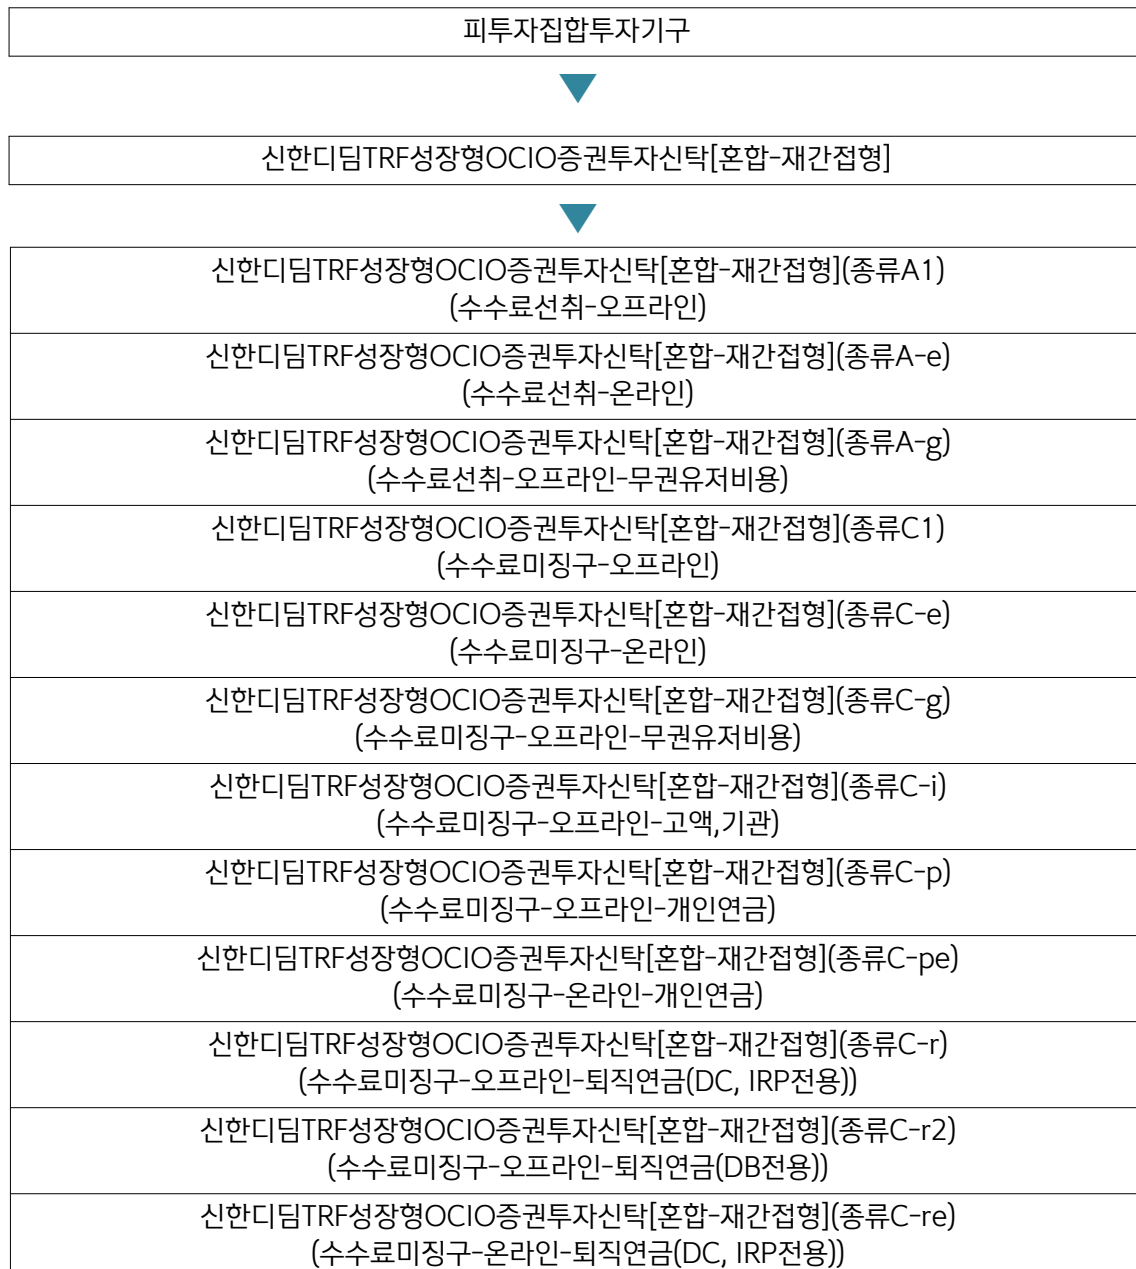 피투자집합투자기구
신한디딤TRF성장형OCIO증권투자신탁[혼합-재간접형]
신한디딤TRF성장형OCIO증권투자신탁[혼합-재간접형](종류A1)
(수수료선취-오프라인)
신한디딤TRF성장형OCIO증권투자신탁[혼합-재간접형](종류A-e)
(수수료선취-온라인)
신한디딤TRF성장형OCIO증권투자신탁[혼합-재간접형](종류A-g)
(수수료선취-오프라인-무권유저비용)
신한디딤TRF성장형OCIO증권투자신탁[혼합-재간접형](종류C1)
(수수료미징구-오프라인)
신한디딤TRF성장형OCIO증권투자신탁[혼합-재간접형](종류C-e)
(수수료미징구-온라인)
신한디딤TRF성장형OCIO증권투자신탁[혼합-재간접형](종류C-g)
(수수료미징구-오프라인-무권유저비용)
신한디딤TRF성장형OCIO증권투자신탁[혼합-재간접형](종류C-i)
(수수료미징구-오프라인-고액,기관)
신한디딤TRF성장형OCIO증권투자신탁[혼합-재간접형](종류C-p)
(수수료미징구-오프라인-개인연금)
신한디딤TRF성장형OCIO증권투자신탁[혼합-재간접형](종류C-pe)
(수수료미징구-온라인-개인연금)
신한디딤TRF성장형OCIO증권투자신탁[혼합-재간접형](종류C-r)
(수수료미징구-오프라인-퇴직연금(DC, IRP전용))
신한디딤TRF성장형OCIO증권투자신탁[혼합-재간접형](종류C-r2)
(수수료미징구-오프라인-퇴직연금(DB전용))
신한디딤TRF성장형OCIO증권투자신탁[혼합-재간접형](종류C-re)
(수수료미징구-온라인-퇴직연금(DC, IRP전용))